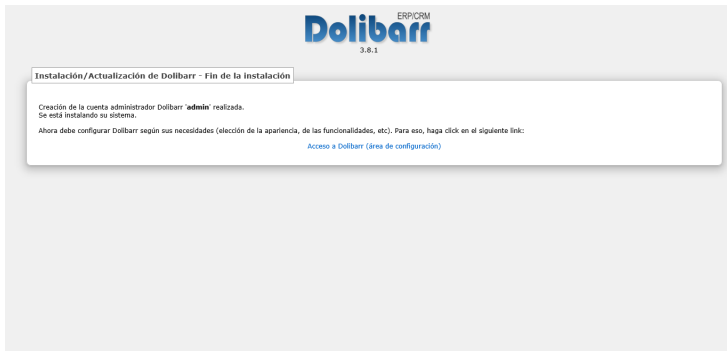 ERP/CRM
Dolibarr
3.8.1
Instalación/Actualización de Dolibarr - Fin de la instalación
Creación de la cuenta administrador Dolibarr 'admin' realizada.
Se está instalando su sistema.
Ahora debe configurar Dolibarr según sus necesidades (elección de la apariencia, de las funcionalidades, etc). Para eso, haga click en el siguiente link:
Acceso a Dolibarr (área de configuración)